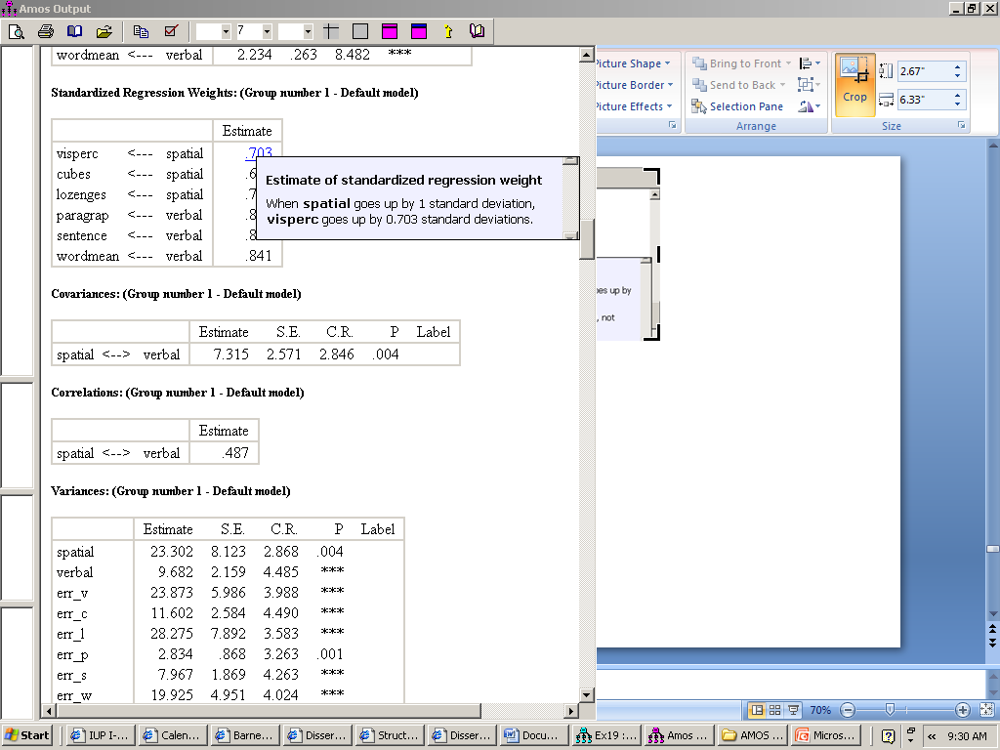 Amos Output
7
wordmean <--- verbal 2.234 .263 8.482 ***
Standardized Regression Weights: (Group number 1 - Default model)
Estimate
visperc <--- spatial .703
cubes <--- spatial
lozenges <--- spatial
paragrap <--- verbal
sentence <--- verbal
wordmean <--- verbal .841
Estimate of standardized regression weight
When spatial goes up by 1 standard deviation,
visperc goes up by 0.703 standard deviations.
Covariances: (Group number 1 - Default model)
Estimate S.E. C.R. P Label
spatial <--> verbal 7.315 2.571 2.846 .004
Correlations: (Group number 1 - Default model)
Estimate
spatial <--> verbal .487
Variances: (Group number 1 - Default model)
Estimate S.E. C.R. P Label
spatial 23.302 8.123 2.868 .004
verbal 9.682 2.159 4.485 ***
err_v 23.873 5.986 3.988 ***
err_c 11.602 2.584 4.490 ***
err_l 28.275 7.892 3.583 ***
err_p 2.834 .868 3.263 .001
err_s 7.967 1.869 4.263 ***
err_w 19.925 4.951 4.024 ***
Picture Shape
Picture Border
Picture Effects
Bring to Front
Send to Back
Selection Pane
Arrange
Crop
2.67"
6.33"
Size
es up by
, not
70%
Start
IUP I-...
Calen...
Barne...
Disser...
Struct...
Disser...
Docu...
Ex19 :...
Amos ...
AMOS ...
Micros...
«
9:30 AM